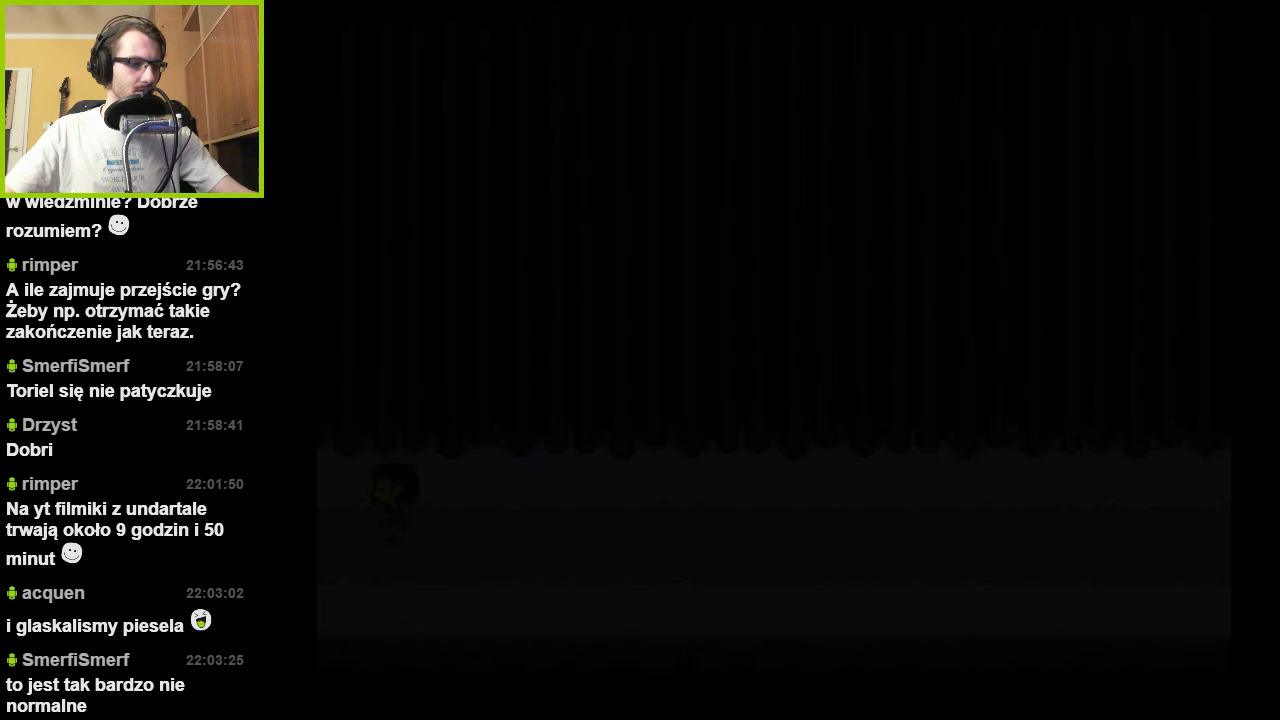 w wiedźminie? Dobrze
rozumiem?
rimper 21:56:43
A ile zajmuje przejście gry?
Żeby np. otrzymać takie
zakończenie jak teraz.
SmerfiSmerf 21:58:07
Toriel się nie patyczkuje
Drzyst 21:58:41
Dobri
rimper 22:01:50
Na yt filmiki z undartale
trwają około 9 godzin i 50
minut
acquen 22:03:02
i glaskalismy piesela
SmerfiSmerf 22:03:25
to jest tak bardzo nie
normalne